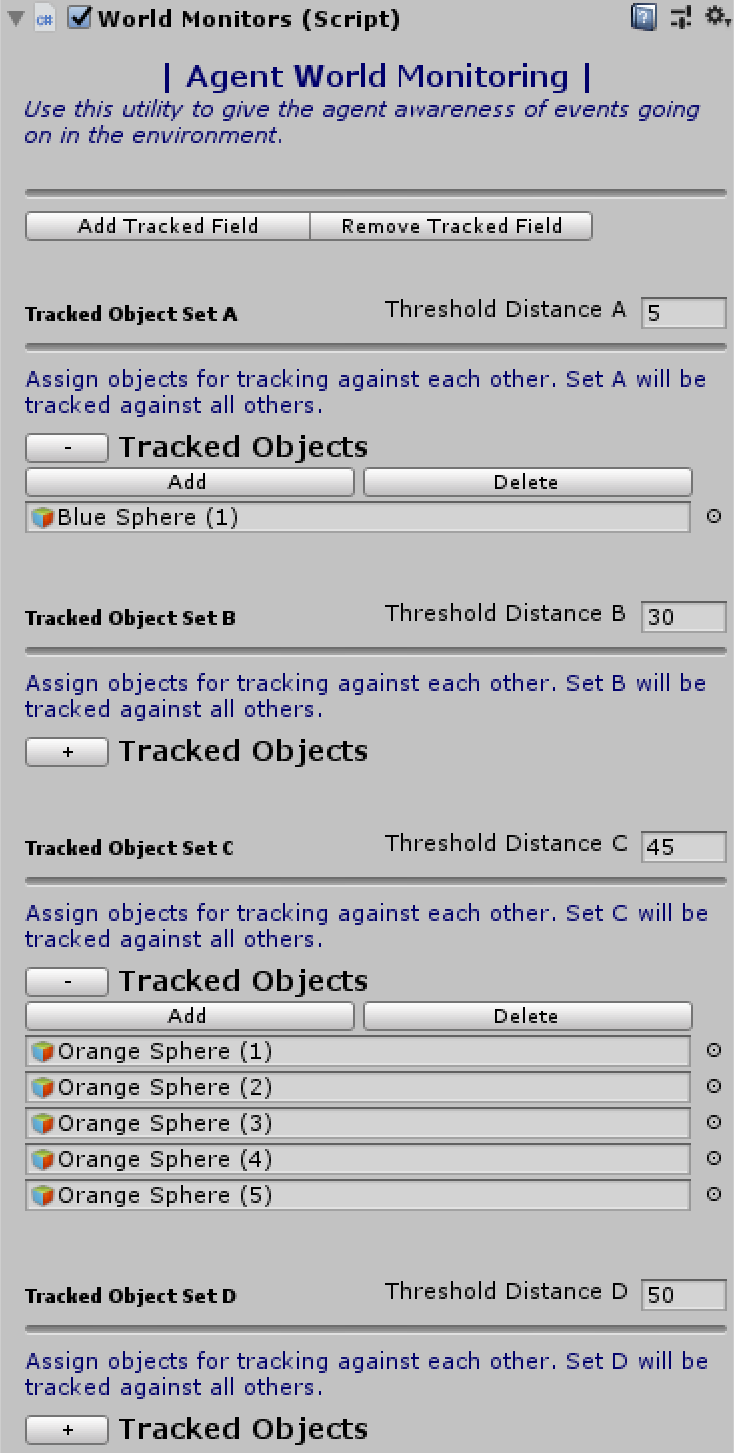 C# World Monitors (Script)
| Agent World Monitoring |
Use this utility to give the agent awareness of events going
on in the environment.
Add Tracked Field Remove Tracked Field
Tracked Object Set A Threshold Distance A 5
Assign objects for tracking against each other. Set A will be
tracked against all others.
- Tracked Objects
Add Delete
Blue Sphere (1)
Tracked Object Set B Threshold Distance B 30
Assign objects for tracking against each other. Set B will be
tracked against all others.
+ Tracked Objects
Tracked Object Set C Threshold Distance C 45
Assign objects for tracking against each other. Set C will be
tracked against all others.
- Tracked Objects
Add Delete
Orange Sphere (1)
Orange Sphere (2)
Orange Sphere (3)
Orange Sphere (4)
Orange Sphere (5)
Tracked Object Set D Threshold Distance D 50
Assign objects for tracking against each other. Set D will be
tracked against all others.
+ Tracked Objects